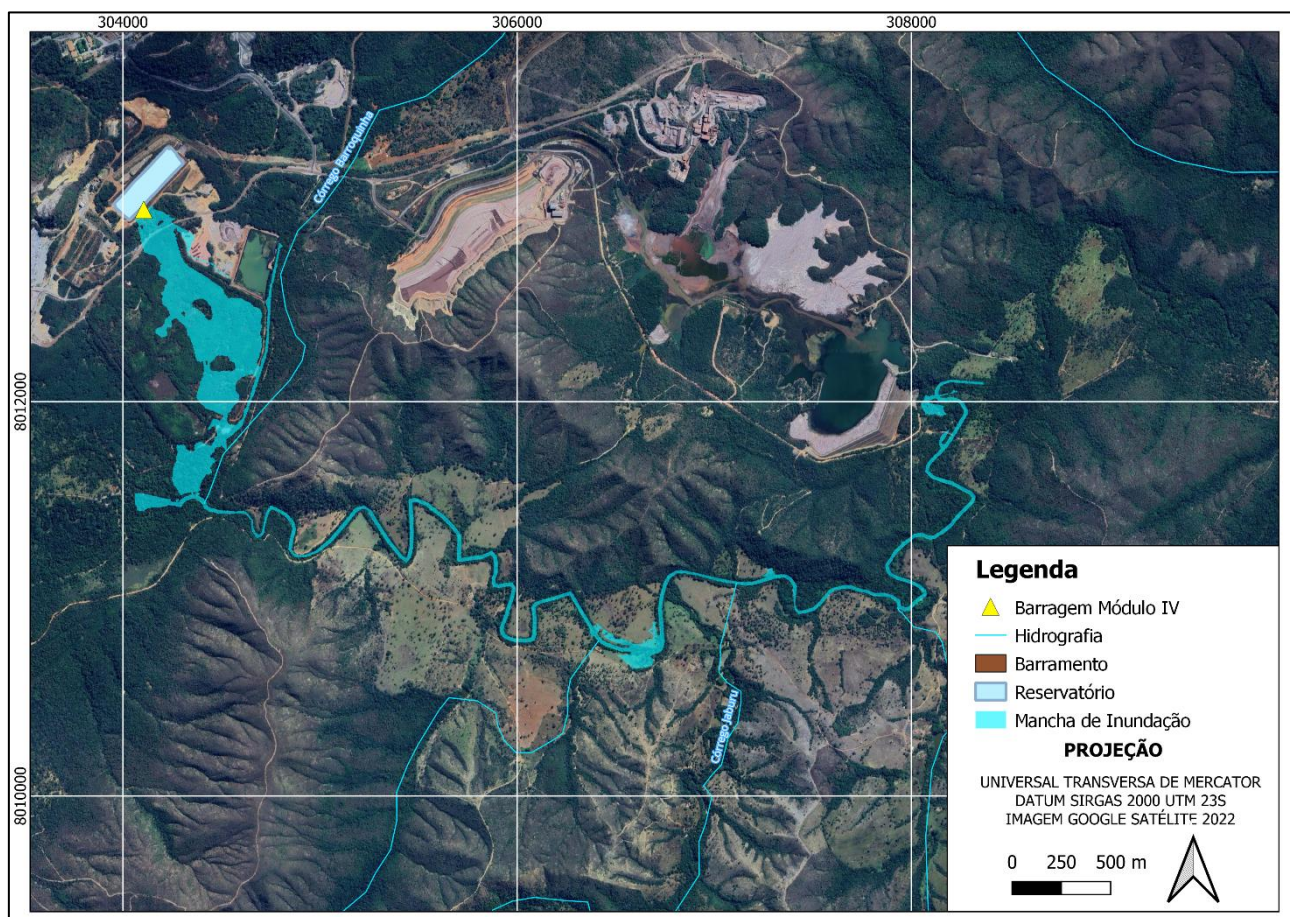 304000
306000
308000
Córrego Barroquinha
8012000
8010000
Córrego Jaburu
Legenda
Barragem Módulo IV
Hidrografia
Barramento
Reservatório
Mancha de Inundação
PROJEÇÃO
UNIVERSAL TRANSVERSA DE MERCATOR
DATUM SIRGAS 2000 UTM 23S
IMAGEM GOOGLE SATÉLITE 2022
0 250 500 m